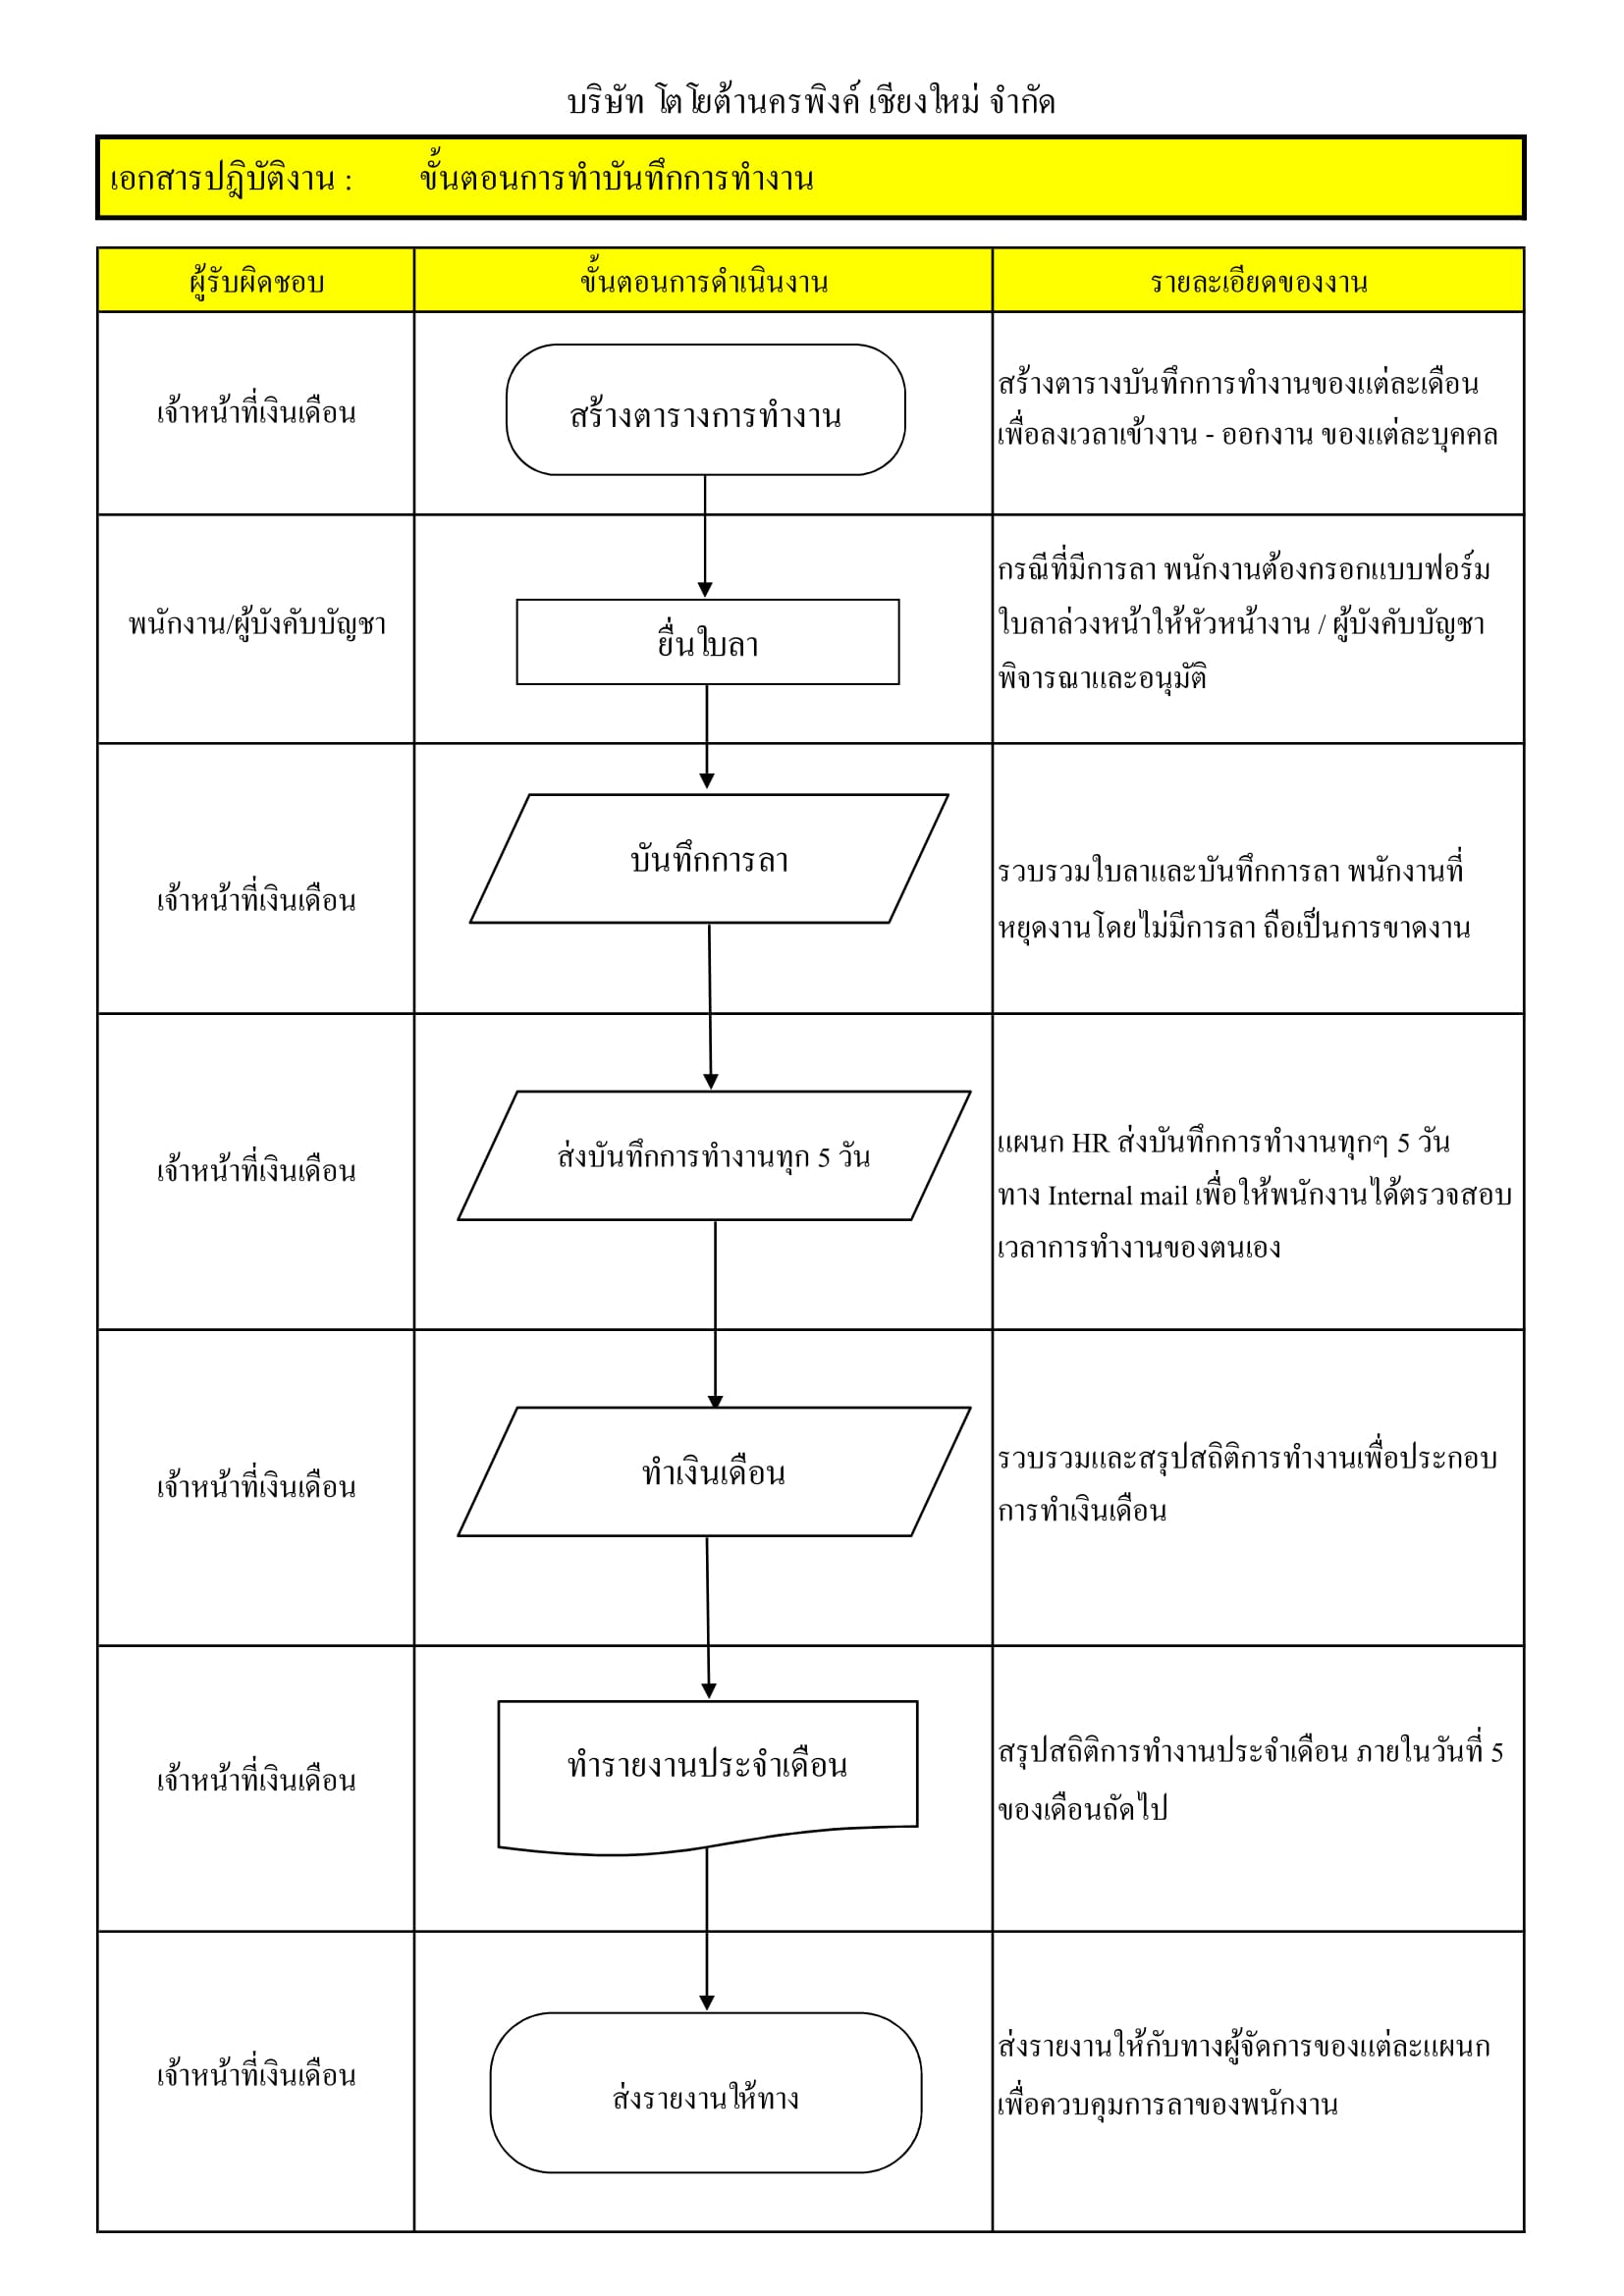 บริษัท โตโยต้านครพิงค์ เชียงใหม่ จำกัด
เอกสารปฎิบัติงาน : ขั้นตอนการทำบันทึกการทำงาน
ผู้รับผิดชอบ ขั้นตอนการดำเนินงาน รายละเอียดของงาน
เจ้าหน้าที่เงินเดือน
สร้างตารางการทำงาน
สร้างตารางบันทึกการทำงานของแต่ละเดือน
เพื่อลงเวลาเข้างาน - ออกงาน ของแต่ละบุคคล
พนักงาน/ผู้บังคับบัญชา
ยื่นใบลา
กรณีที่มีการลา พนักงานต้องกรอกแบบฟอร์ม
ใบลาล่วงหน้าให้หัวหน้างาน / ผู้บังคับบัญชา
พิจารณาและอนุมัติ
เจ้าหน้าที่เงินเดือน
บันทึกการลา
รวบรวมใบลาและบันทึกการลา พนักงานที่
หยุดงานโดยไม่มีการลา ถือเป็นการขาดงาน
เจ้าหน้าที่เงินเดือน
ส่งบันทึกการทำงานทุก 5 วัน
แผนก HR ส่งบันทึกการทำงานทุกๆ 5 วัน
ทาง Internal mail เพื่อให้พนักงานได้ตรวจสอบ
เวลาการทำงานของตนเอง
เจ้าหน้าที่เงินเดือน
ทำเงินเดือน
รวบรวมและสรุปสถิติการทำงานเพื่อประกอบ
การทำเงินเดือน
เจ้าหน้าที่เงินเดือน
ทำรายงานประจำเดือน
สรุปสถิติการทำงานประจำเดือน ภายในวันที่ 5
ของเดือนถัดไป
เจ้าหน้าที่เงินเดือน
ส่งรายงานให้ทาง
ส่งรายงานให้กับทางผู้จัดการของแต่ละแผนก
เพื่อควบคุมการลาของพนักงาน